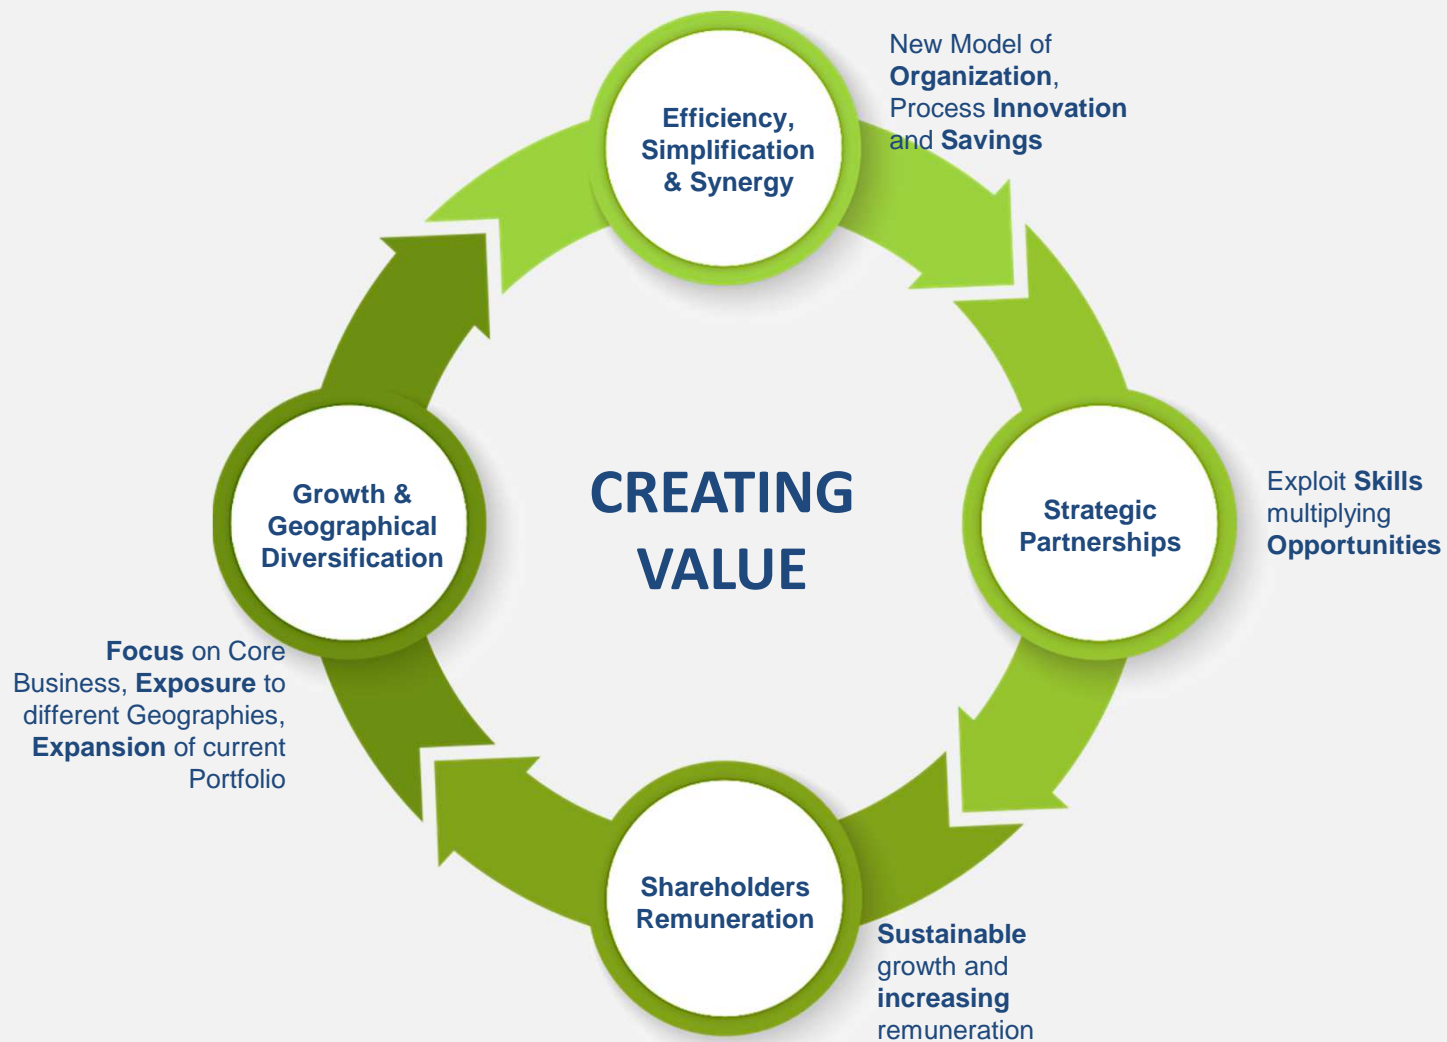 Efficiency,
Simplification
& Synergy
New Model of
Organization,
Process Innovation
and Savings
Growth &
Geographical
Diversification
CREATING
VALUE
Strategic
Partnerships
Exploit Skills
multiplying
Opportunities
Focus on Core
Business, Exposure to
different Geographies,
Expansion of current
Portfolio
Shareholders
Remuneration
Sustainable
growth and
increasing
remuneration